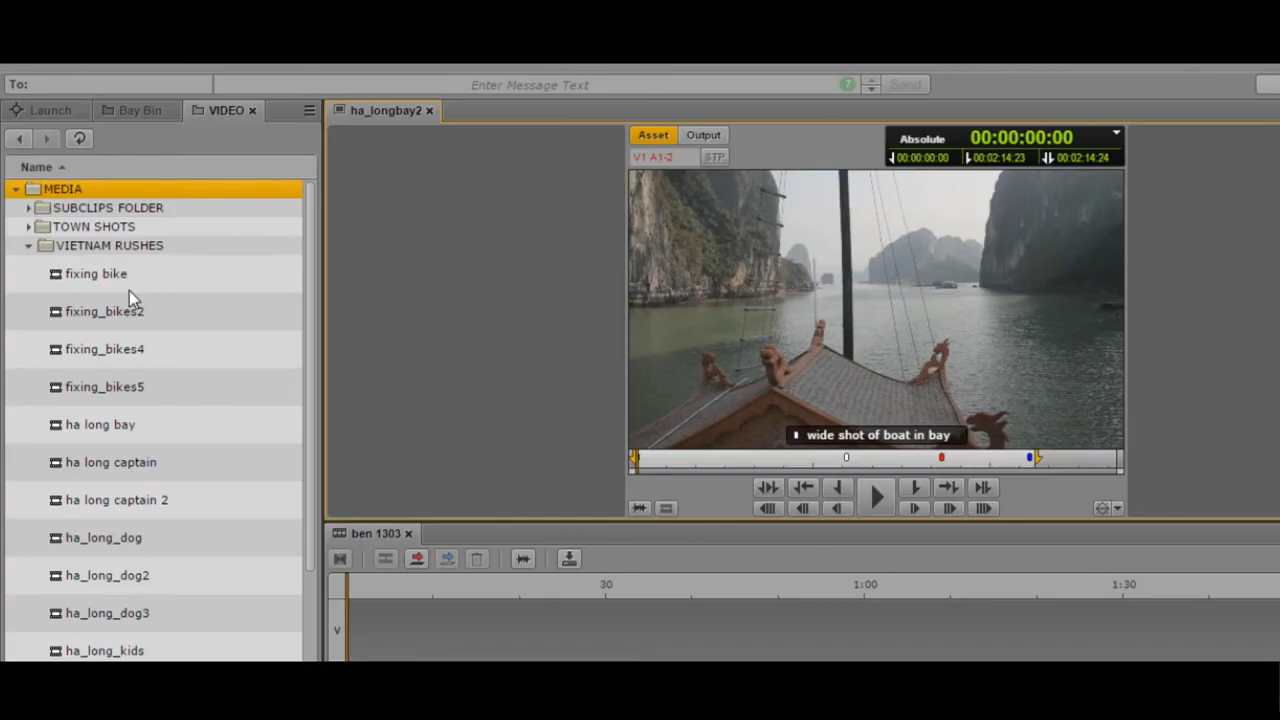 To:
Enter Message Text
7
Send
Launch
Bay Bin
VIDEO
ha_longbay2
Asset
Output
Absolute
00:00:00:00
V1 A1-2
STP
00:00:00:00
00:02:14:23
00:02:14:24
Name
MEDIA
SUBCLIPS FOLDER
TOWN SHOTS
VIETNAM RUSHES
fixing bike
fixing_bikes2
fixing_bikes4
fixing_bikes5
ha long bay
ha long captain
ha long captain 2
ha_long_dog
ha_long_dog2
ha_long_dog3
ha_long_kids
wide shot of boat in bay
ben 1303
30
1:00
1:30
V